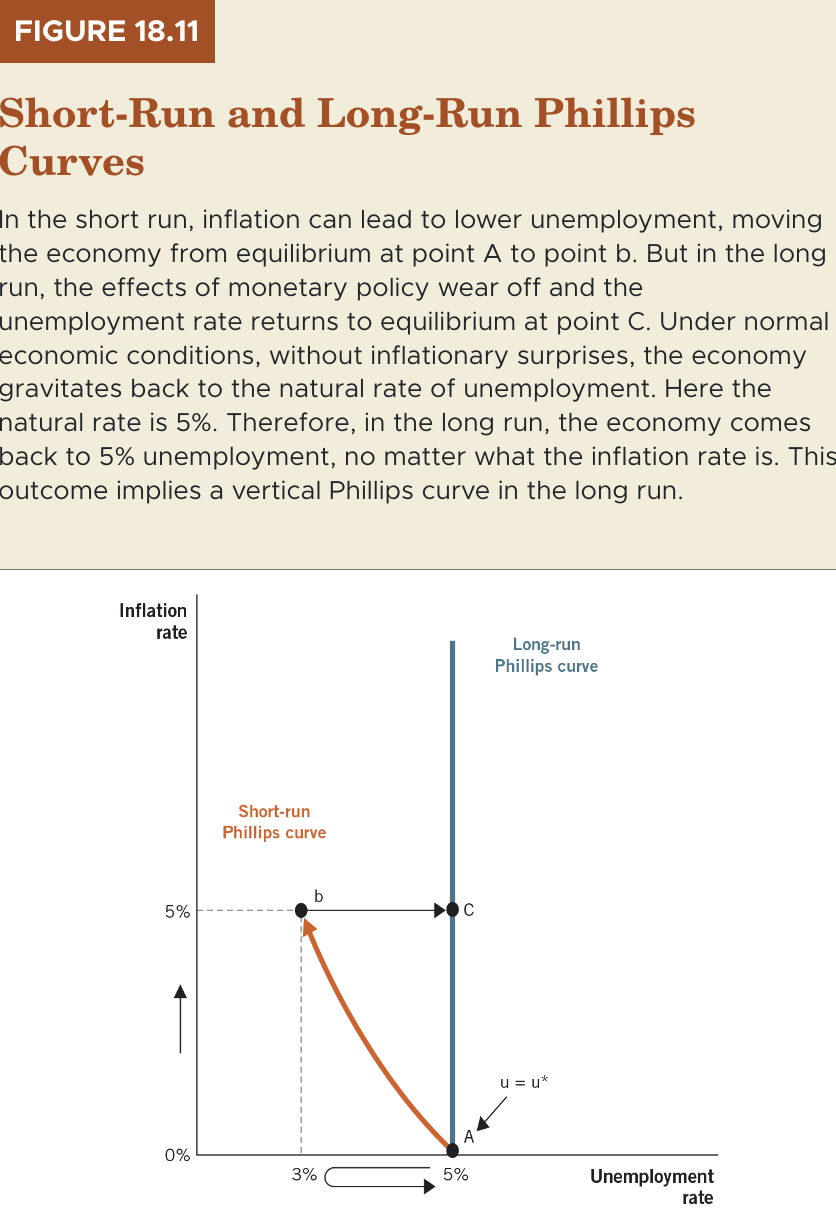 FIGURE 18.11
Short-Run and Long-Run Phillips
Curves
In the short run, inflation can lead to lower unemployment, moving
the economy from equilibrium at point A to point b. But in the long
run, the effects of monetary policy wear off and the
unemployment rate returns to equilibrium at point C. Under normal
economic conditions, without inflationary surprises, the economy
gravitates back to the natural rate of unemployment. Here the
natural rate is 5%. Therefore, in the long run, the economy comes
back to 5% unemployment, no matter what the inflation rate is. This
outcome implies a vertical Phillips curve in the long run.
Inflation
rate
Long-run
Phillips curve
Short-run
Phillips curve
b
5%
C
u = u*
A
0%
3%
5%
Unemployment
rate